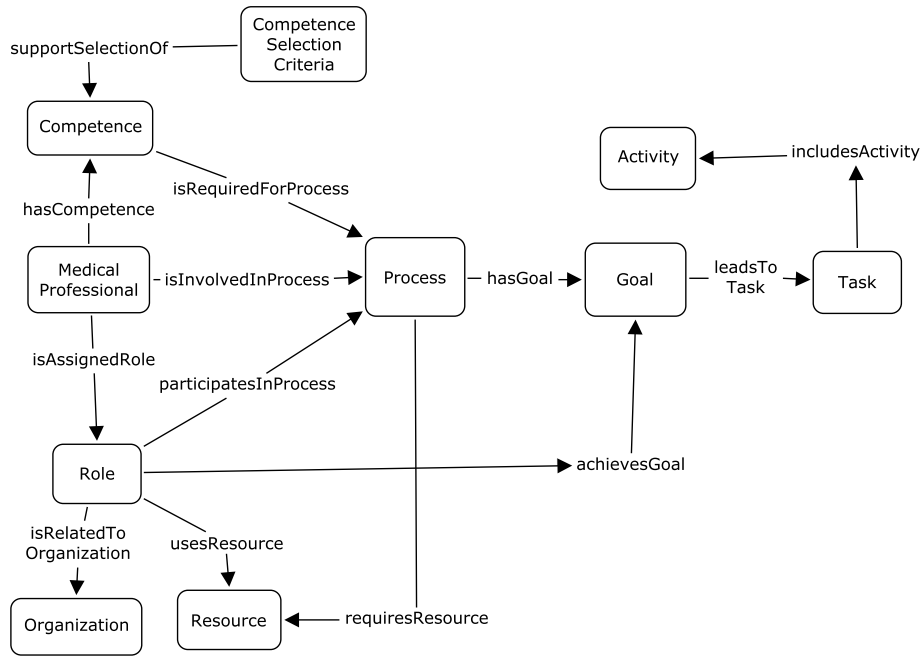 Competence
Selection
Criteria
supportSelectionOf
Competence
Activity
includesActivity
isRequiredForProcess
hasCompetence
Medical
Professional
isInvolvedInProcess
Process
hasGoal
Goal
leadsTo
Task
Task
isAssignedRole
participatesInProcess
Role
achievesGoal
isRelatedTo
Organization
usesResource
Organization
Resource
requiresResource